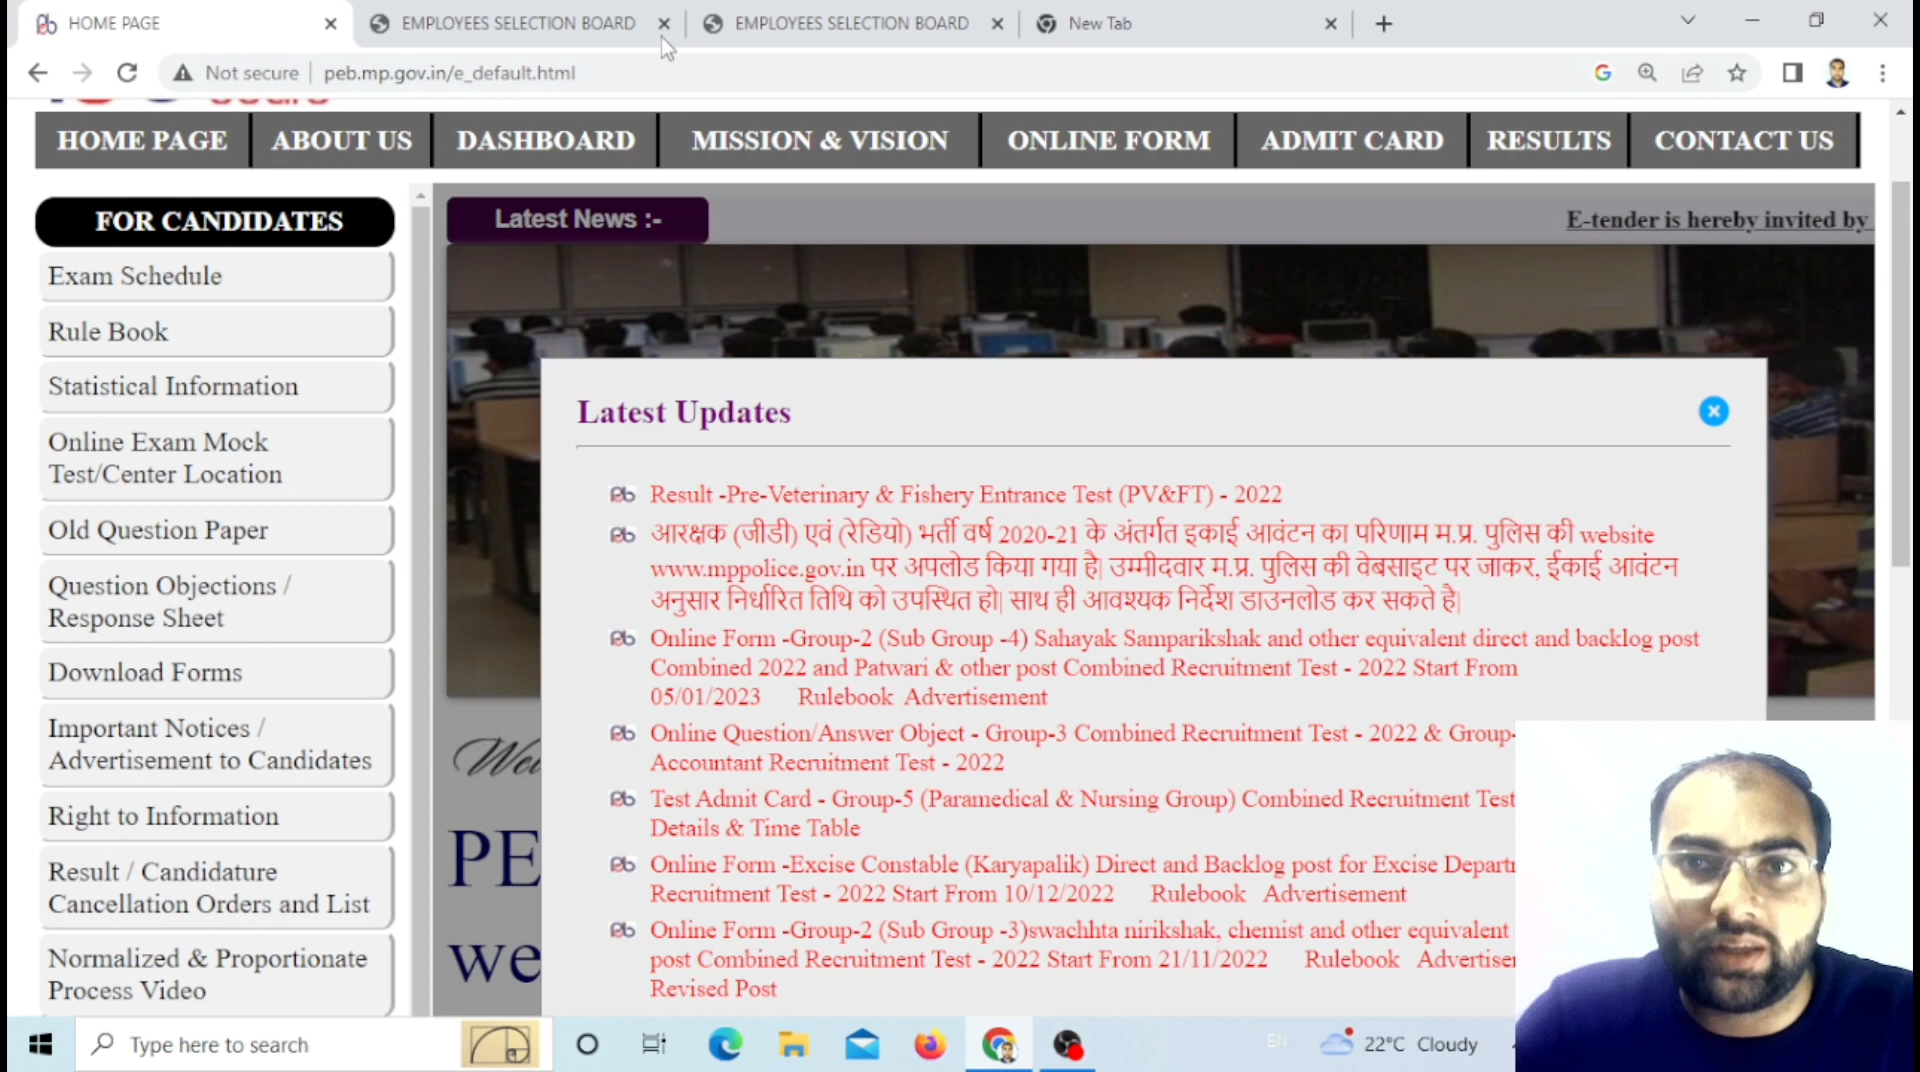 HOME PAGE
EMPLOYEES SELECTION BOARD
EMPLOYEES SELECTION BOARD
New Tab
Not secure
peb.mp.gov.in/e_default.html
HOME PAGE
ABOUT US
DASHBOARD
MISSION & VISION
ONLINE FORM
ADMIT CARD
RESULTS
CONTACT US
FOR CANDIDATES
Exam Schedule
Rule Book
Statistical Information
Online Exam Mock
Test/Center Location
Old Question Paper
Question Objections /
Response Sheet
Download Forms
Important Notices /
Advertisement to Candidates
Right to Information
Result / Candidature
Cancellation Orders and List
Normalized & Proportionate
Process Video
Latest News :-
E-tender is hereby invited by
Latest Updates
Result -Pre-Veterinary & Fishery Entrance Test (PV&FT) - 2022
आरक्षक (जीडी) एवं (रेडियो) भर्ती वर्ष 2020-21 के अंतर्गत इकाई आवंटन का परिणाम म.प्र. पुलिस की website
www.mppolice.gov.in पर अपलोड किया गया है| उम्मीदवार म.प्र. पुलिस की वेबसाइट पर जाकर, ईकाई आवंटन
अनुसार निर्धारित तिथि को उपस्थित हो| साथ ही आवश्यक निर्देश डाउनलोड कर सकते है|
Online Form -Group-2 (Sub Group -4) Sahayak Samparikshak and other equivalent direct and backlog post
Combined 2022 and Patwari & other post Combined Recruitment Test - 2022 Start From
05/01/2023 Rulebook Advertisement
Online Question/Answer Object - Group-3 Combined Recruitment Test - 2022 & Group-
Accountant Recruitment Test - 2022
Test Admit Card - Group-5 (Paramedical & Nursing Group) Combined Recruitment Test
Details & Time Table
Online Form -Excise Constable (Karyapalik) Direct and Backlog post for Excise Depart
Recruitment Test - 2022 Start From 10/12/2022 Rulebook Advertisement
Online Form -Group-2 (Sub Group -3)swachhta nirikshak, chemist and other equivalent
post Combined Recruitment Test - 2022 Start From 21/11/2022 Rulebook Advertise
Revised Post
Wel
PE
we
Type here to search
EN
22°C Cloudy